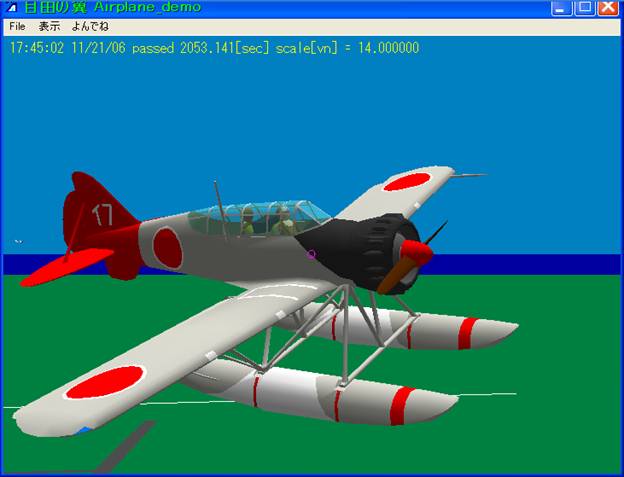 自由の翼 Airplane_demo
File 表示 よんでね
17:45:02 11/21/06 passed 2053.141[sec] scale[vn] = 14.000000
17